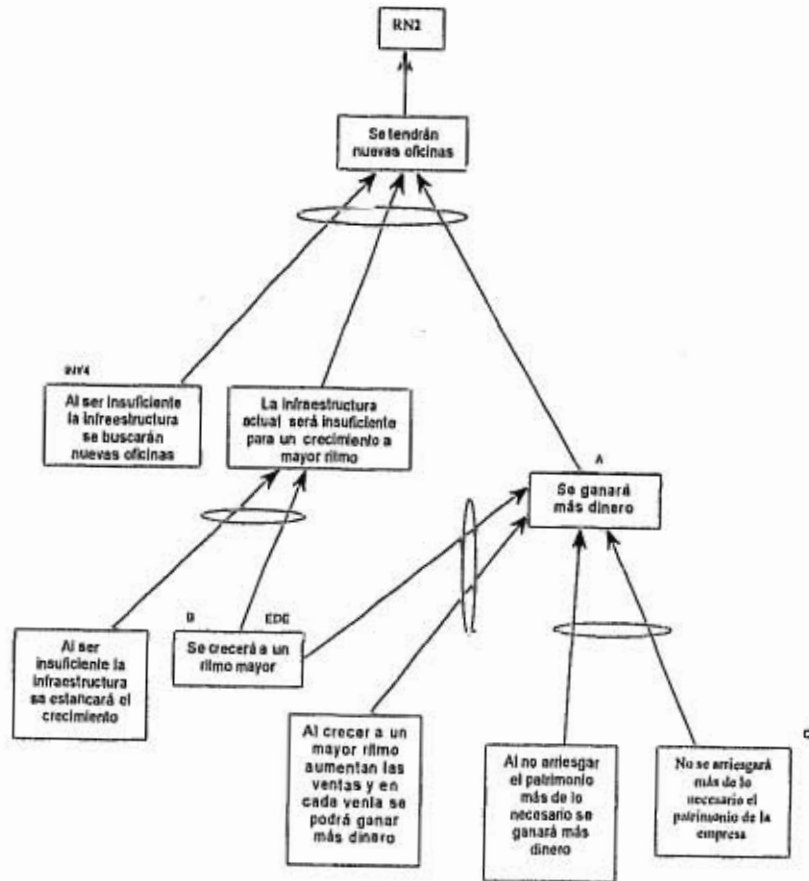 RN2
Se tendrán
nuevas oficinas
INY4
Al ser insuficiente
la infreestructura
se buscarán
nuevas oficinas
La infraestructura
actual será insuficiente
para un crecimiento a
mayor ritmo
A
Se ganará
más dinero
Al ser
insuficiente la
infraestructura
se estancará el
crecimiento
B
EDE
Se crecerá a un
ritmo mayor
Al crecer a un
mayor ritmo
aumentan las
ventas y en
cada venta se
podrá ganar
más dinero
Al no arriesgar
el patrimonio
más de lo
necesario se
ganará más
dinero
No se arriesgará
más de lo
necesario el
patrimonio de la
empresa